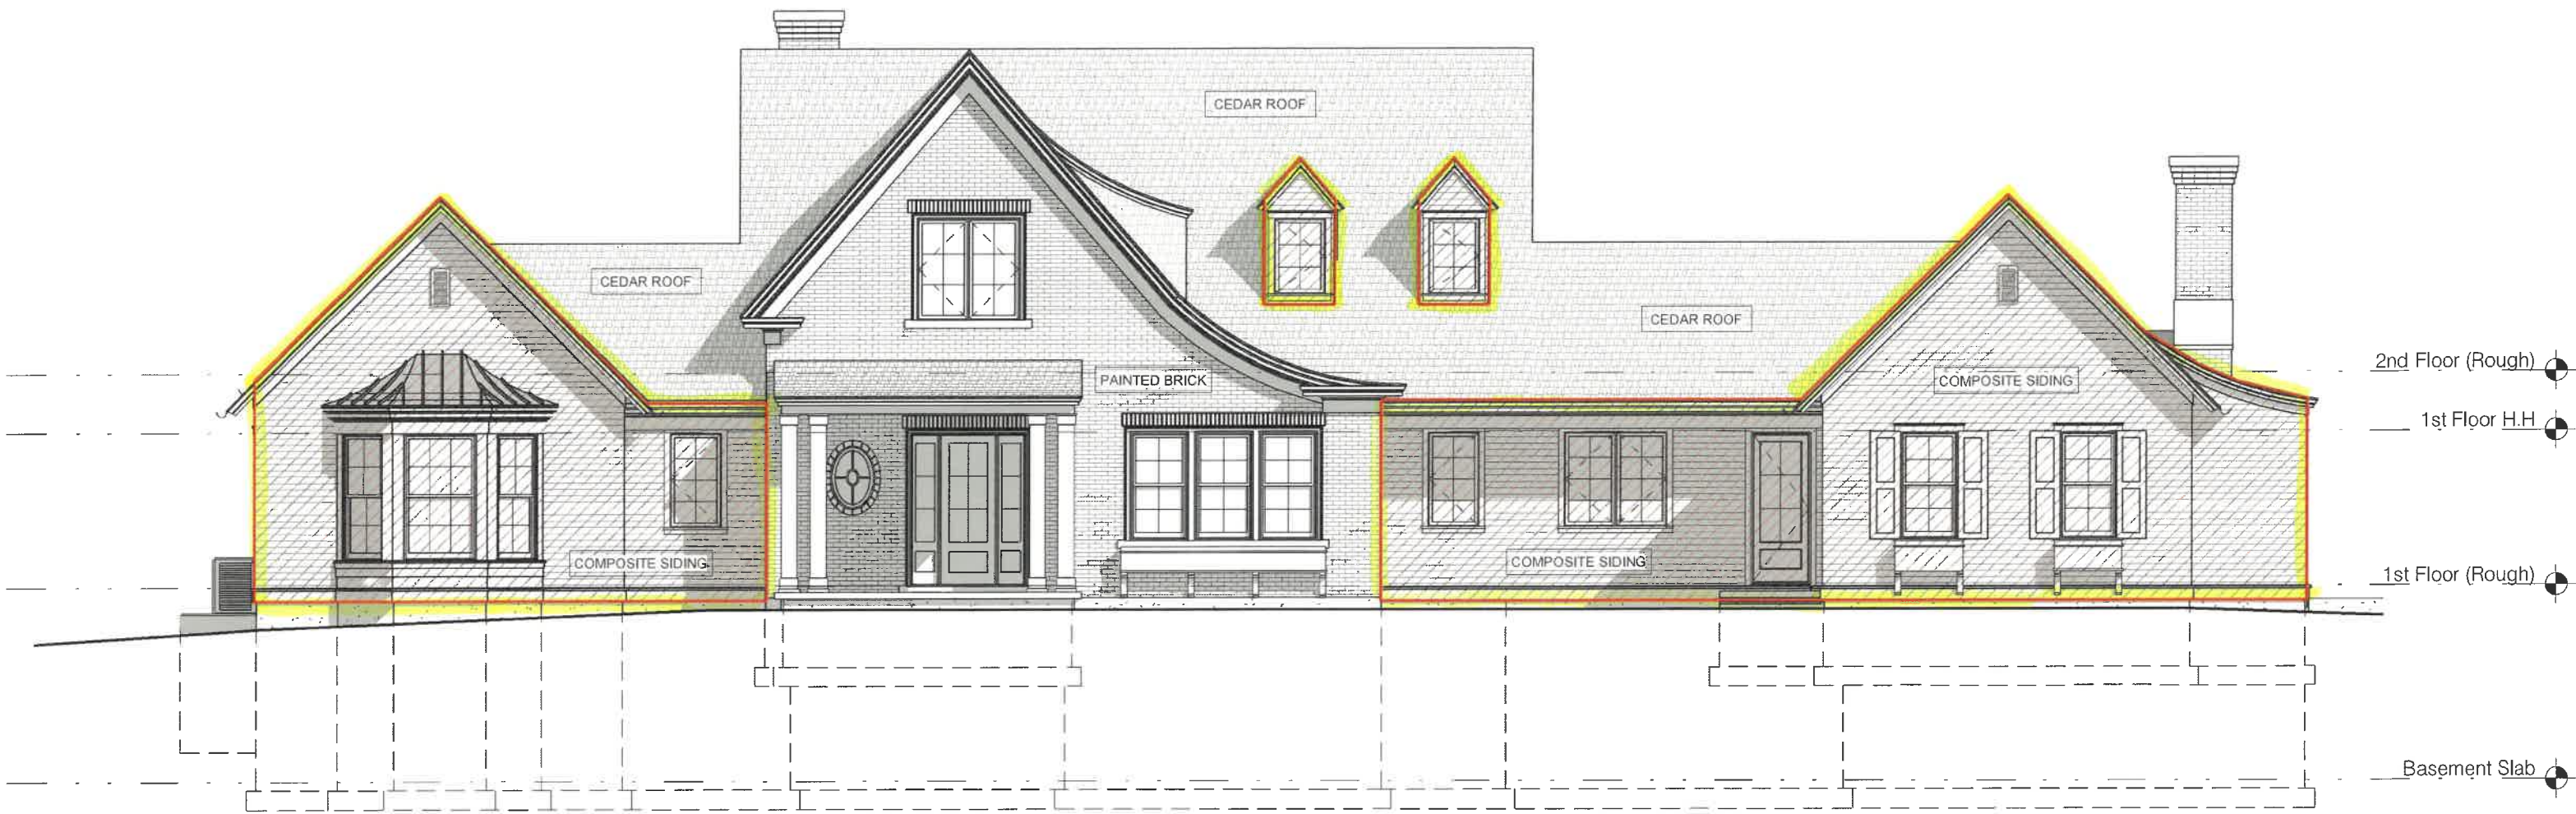 CEDAR ROOF
CEDAR ROOF
CEDAR ROOF
2nd Floor (Rough)
PAINTED BRICK
COMPOSITE SIDING
1st Floor H.H
COMPOSITE SIDING
COMPOSITE SIDING
1st Floor (Rough)
Basement Slab